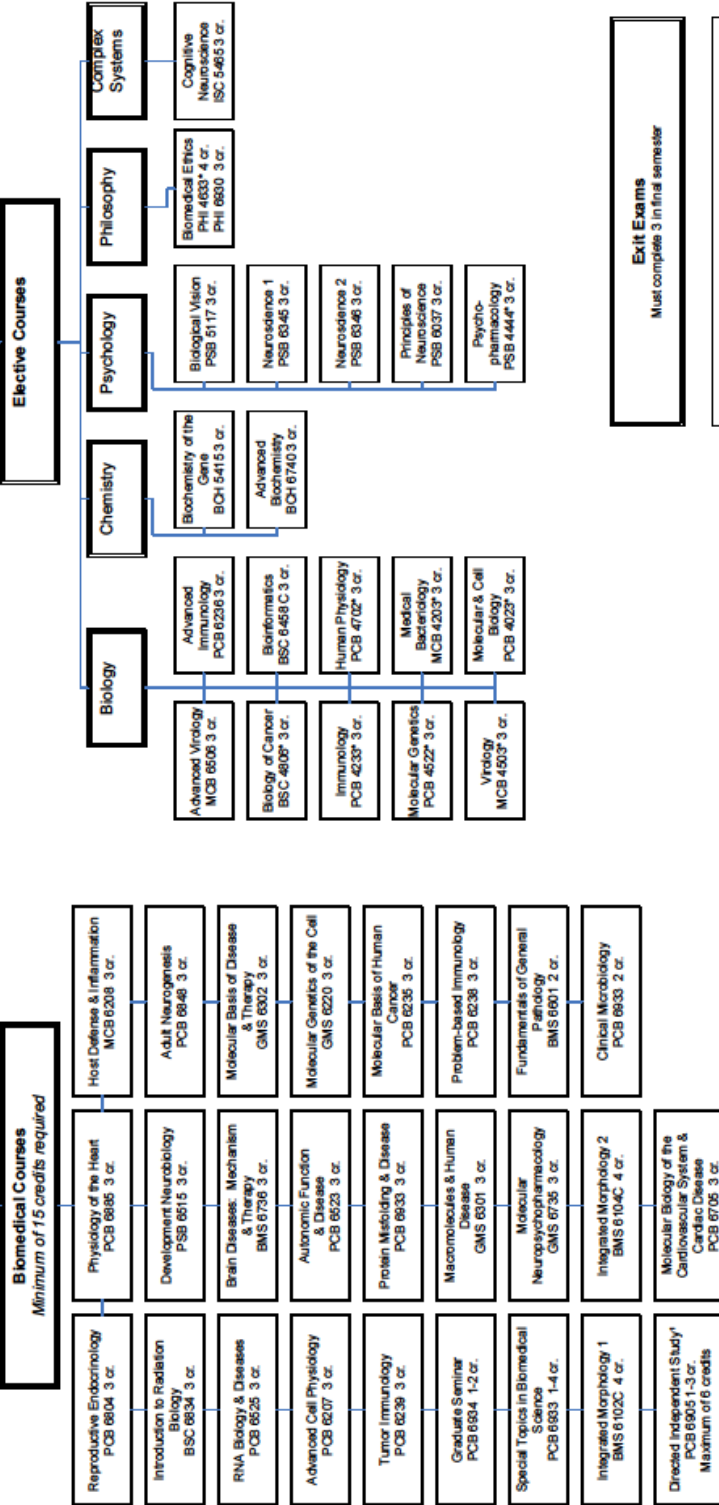 Biomedical Courses
Minimum of 15 credits required
Reproductive Endocrinology
PCB 6804 3 cr.
Introduction to Radiation
Biology
BSC 6834 3 cr.
RNA Biology & Diseases
PCB 6525 3 cr.
Advanced Cell Physiology
PCB 6207 3 cr.
Tumor Immunology
PCB 6239 3 cr.
Graduate Seminar
PCB 6934 1-2 cr.
Special Topics in Biomedical
Science
PCB 6933 1-4 cr.
Integrated Morphology 1
BMS 6102C 4 cr.
Directed Independent Study¹
PCB 6905 1-3 cr.
Maximum of 6 credits
Physiology of the Heart
PCB 6885 3 cr.
Development Neurobiology
PSB 6515 3 cr.
Brain Diseases: Mechanism
& Therapy
BMS 6736 3 cr.
Autonomic Function
& Disease
PCB 6523 3 cr.
Protein Misfolding & Disease
PCB 6933 3 cr.
Macromolecules & Human
Disease
GMS 6301 3 cr.
Molecular
Neuropsychopharmacology
GMS 6735 3 cr.
Integrated Morphology 2
BMS 6104C 4 cr.
Molecular Biology of the
Cardiovascular System &
Cardiac Disease
PCB 6705 3 cr.
Host Defense & Inflammation
MCB 6208 3 cr.
Adult Neurogenesis
PCB 6848 3 cr.
Molecular Basis of Disease
& Therapy
GMS 6302 3 cr.
Molecular Genetics of the Cell
GMS 6220 3 cr.
Molecular Basis of Human
Cancer
PCB 6235 3 cr.
Problem-based Immunology
PCB 6238 3 cr.
Fundamentals of General
Pathology
BMS 6601 2 cr.
Clinical Microbiology
PCB 6933 2 cr.
Elective Courses
Biology
Advanced Virology
MCB 6506 3 cr.
Biology of Cancer
BSC 4806* 3 cr.
Immunology
PCB 4233* 3 cr.
Molecular Genetics
PCB 4522* 3 cr.
Virology
MCB 4503* 3 cr.
Advanced
Immunology
PCB 6236 3 cr.
Bioinformatics
BSC 6458 C 3 cr.
Human Physiology
PCB 4702* 3 cr.
Medical
Bacteriology
MCB 4203* 3 cr.
Molecular & Cell
Biology
PCB 4023* 3 cr.
Chemistry
Biochemistry of the
Gene
BCH 5415 3 cr.
Advanced
Biochemistry
BCH 6740 3 cr.
Psychology
Biological Vision
PSB 5117 3 cr.
Neuroscience 1
PSB 6345 3 cr.
Neuroscience 2
PSB 6346 3 cr.
Principles of
Neuroscience
PSB 6037 3 cr.
Psycho-
pharmacology
PSB 4444* 3 cr.
Philosophy
Biomedical Ethics
PHI 4633* 4 cr.
PHI 6930 3 cr.
Complex
Systems
Cognitive
Neuroscience
ISC 5465 3 cr.
Exit Exams
Must complete 3 in final semester